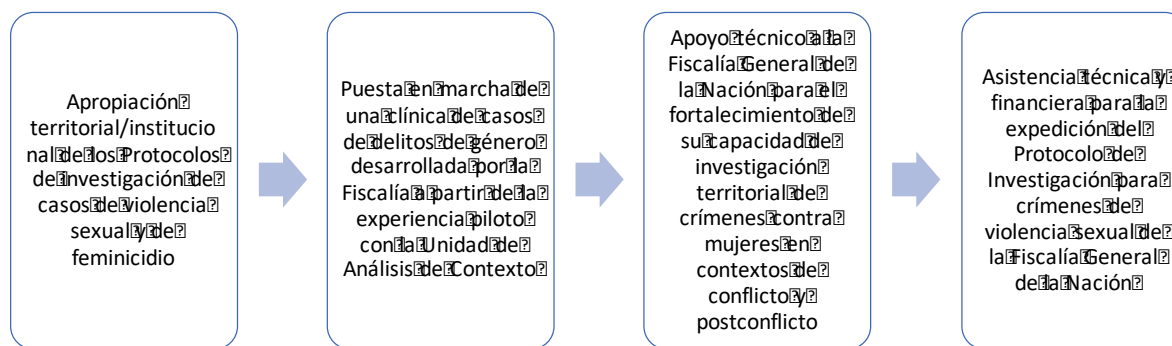 Apropiación
territorial/institucio
nal de los Protocolos
de Investigación de
casos de violencia
sexual y de
feminicidio
Puesta en marcha de
una clínica de casos
de delitos de género
desarrollada por la
Fiscalía a partir de la
experiencia piloto
con la Unidad de
Análisis de Contexto
Apoyo técnico a la
Fiscalía General de
la Nación para el
fortalecimiento de
su capacidad de
investigación
territorial de
crímenes contra
mujeres en
contextos de
conflicto y
postconflicto
Asistencia técnica y
financiera para la
expedición del
Protocolo de
Investigación para
crímenes de
violencia sexual de
la Fiscalía General
de la Nación